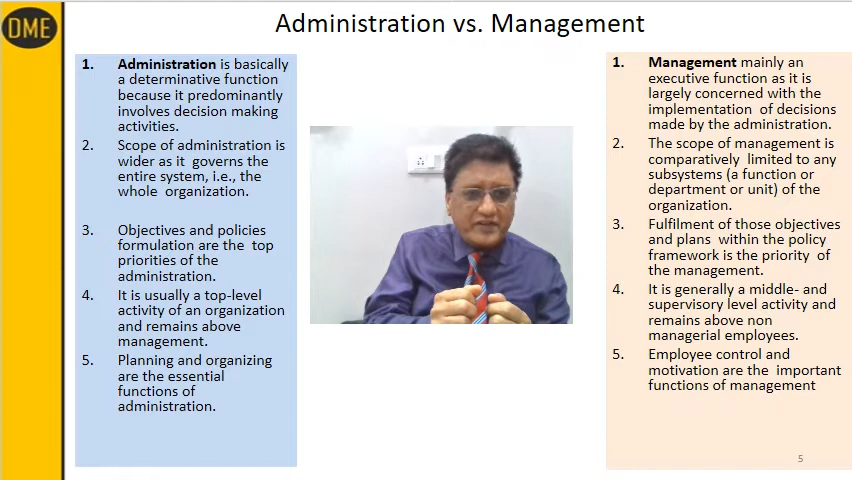 DME
Administration vs. Management
1. Administration is basically
a determinative function
because it predominantly
involves decision making
activities.
2. Scope of administration is
wider as it governs the
entire system, i.e., the
whole organization.
3. Objectives and policies
formulation are the top
priorities of the
administration.
4. It is usually a top-level
activity of an organization
and remains above
management.
5. Planning and organizing
are the essential
functions of
administration.
1. Management mainly an
executive function as it is
largely concerned with the
implementation of decisions
made by the administration.
2. The scope of management is
comparatively limited to any
subsystems (a function or
department or unit) of the
organization.
3. Fulfilment of those objectives
and plans within the policy
framework is the priority of
the management.
4. It is generally a middle- and
supervisory level activity and
remains above non
managerial employees.
5. Employee control and
motivation are the important
functions of management
5